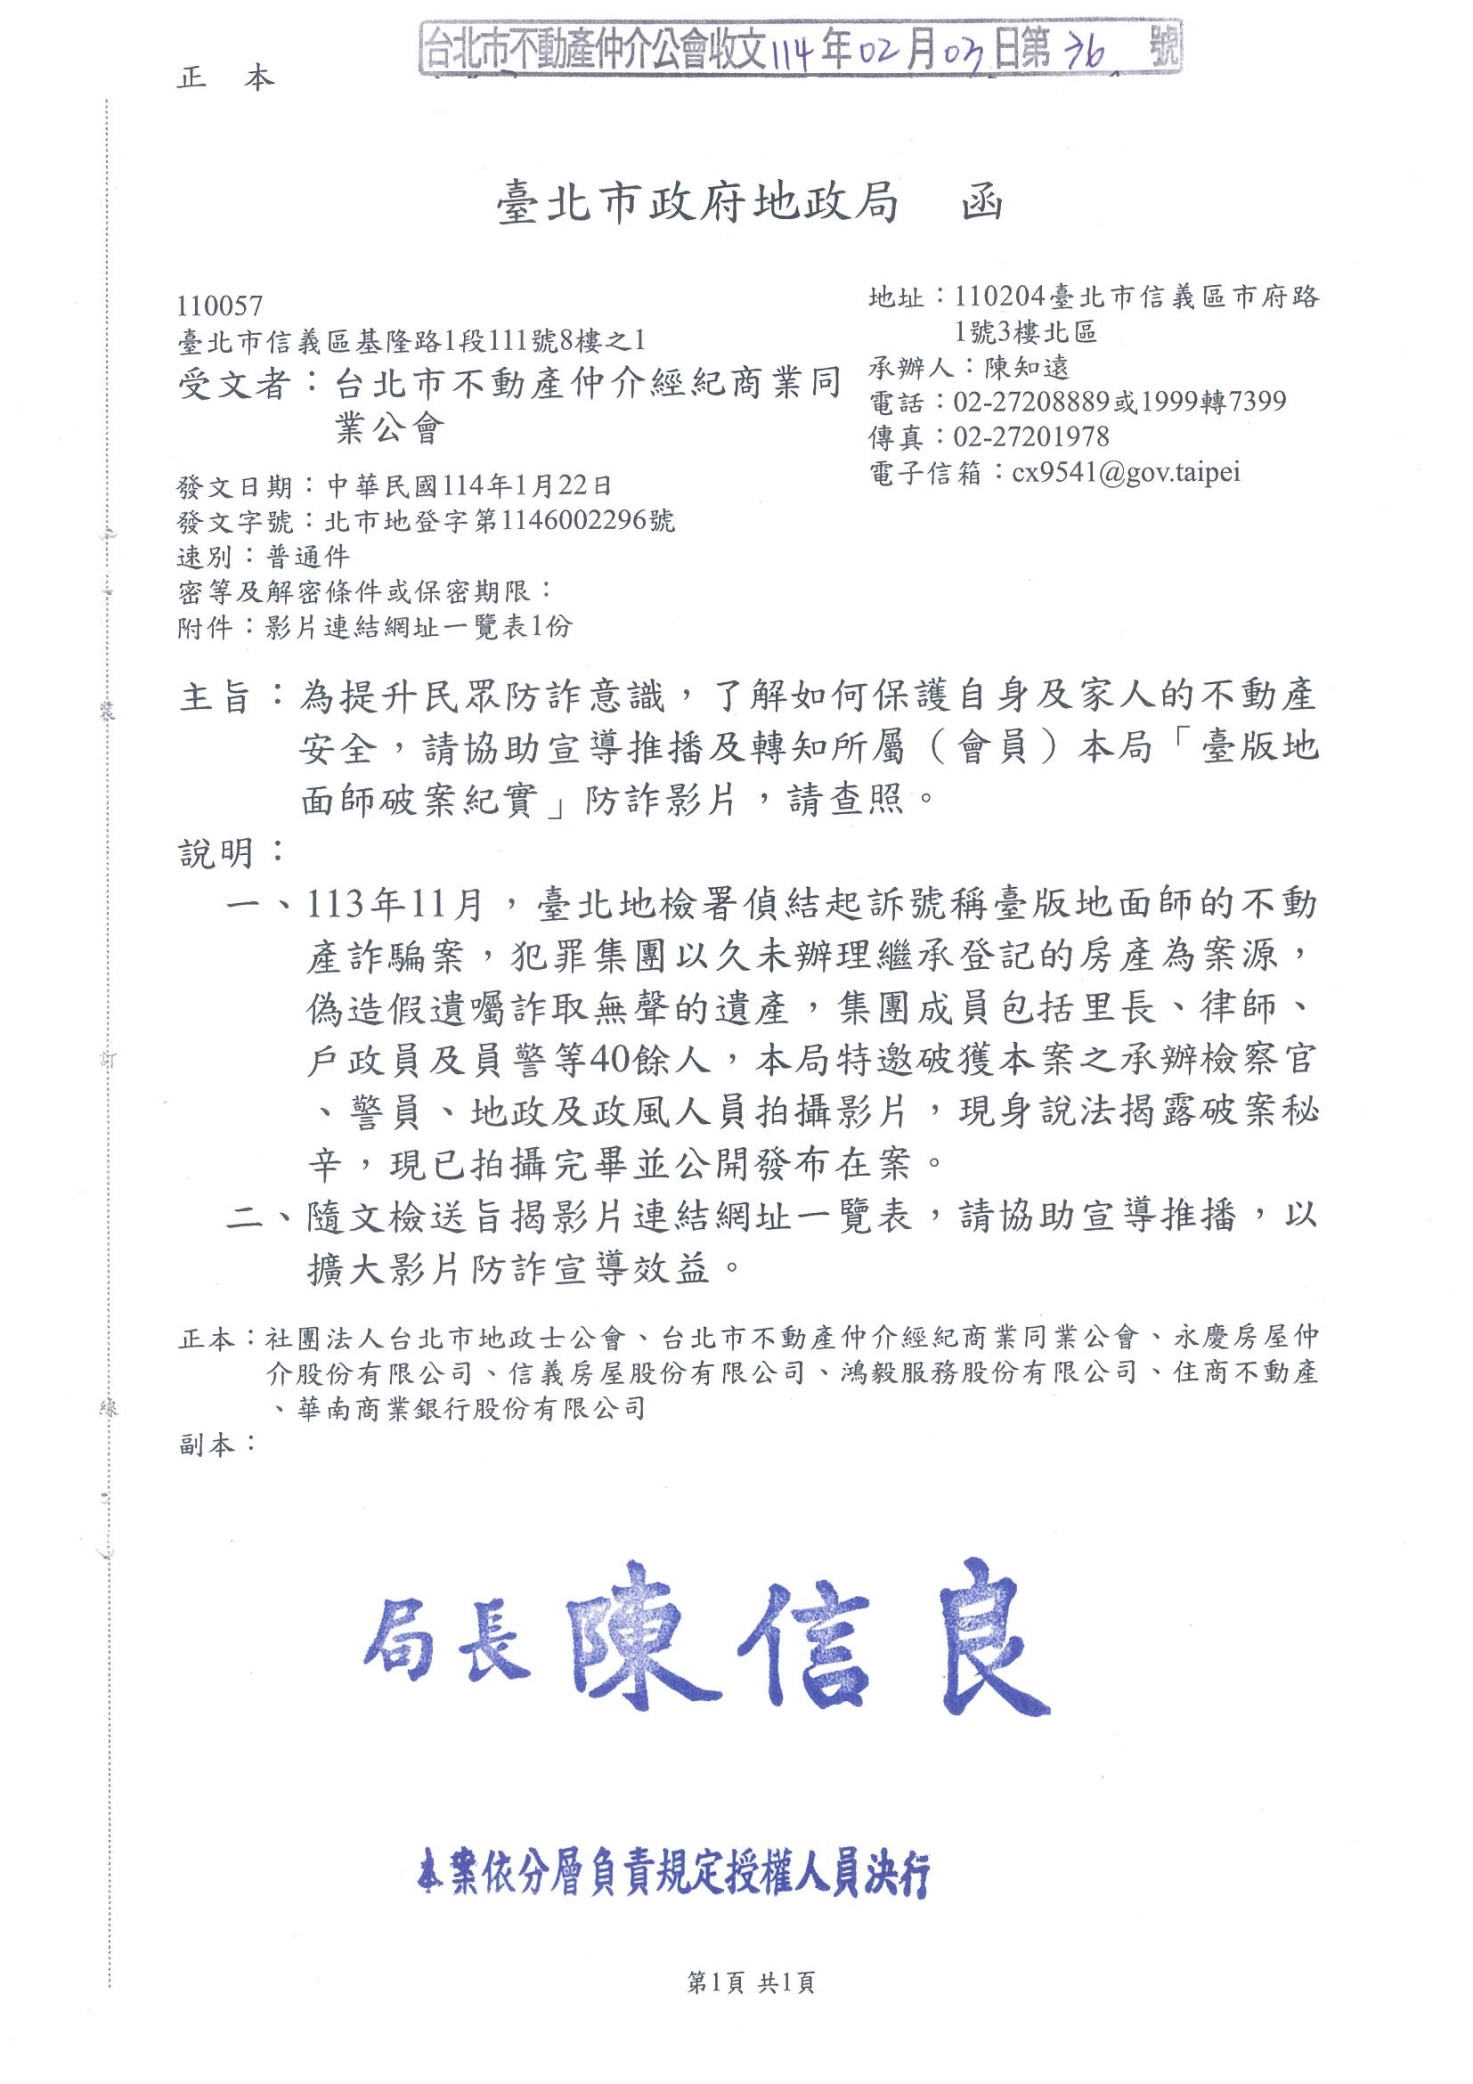 台北市不動產仲介公會收文114年02月03日第36號
正 本
臺北市政府地政局 函
地址：110204臺北市信義區市府路
1號3樓北區
承辦人：陳知遠
電話：02-27208889或1999轉7399
傳真：02-27201978
電子信箱：cx9541@gov.taipei
110057
臺北市信義區基隆路1段111號8樓之1
受文者：台北市不動產仲介經紀商業同
業公會
發文日期：中華民國114年1月22日
發文字號：北市地登字第1146002296號
速別：普通件
密等及解密條件或保密期限：
附件：影片連結網址一覽表1份
主旨：為提升民眾防詐意識，了解如何保護自身及家人的不動產
安全，請協助宣導推播及轉知所屬（會員）本局「臺版地
面師破案紀實」防詐影片，請查照。
說明：
一、113年11月，臺北地檢署偵結起訴號稱臺版地面師的不動
產詐騙案，犯罪集團以久未辦理繼承登記的房產為案源，
偽造假遺囑詐取無聲的遺產，集團成員包括里長、律師、
戶政員及員警等40餘人，本局特邀破獲本案之承辦檢察官
、警員、地政及政風人員拍攝影片，現身說法揭露破案秘
辛，現已拍攝完畢並公開發布在案。
二、隨文檢送旨揭影片連結網址一覽表，請協助宣導推播，以
擴大影片防詐宣導效益。
正本：社團法人台北市地政士公會、台北市不動產仲介經紀商業同業公會、永慶房屋仲
介股份有限公司、信義房屋股份有限公司、鴻毅服務股份有限公司、住商不動產
、華南商業銀行股份有限公司
副本：
裝
訂
線
局長 陳信良
本業依分層負責規定授權人員決行
第1頁 共1頁